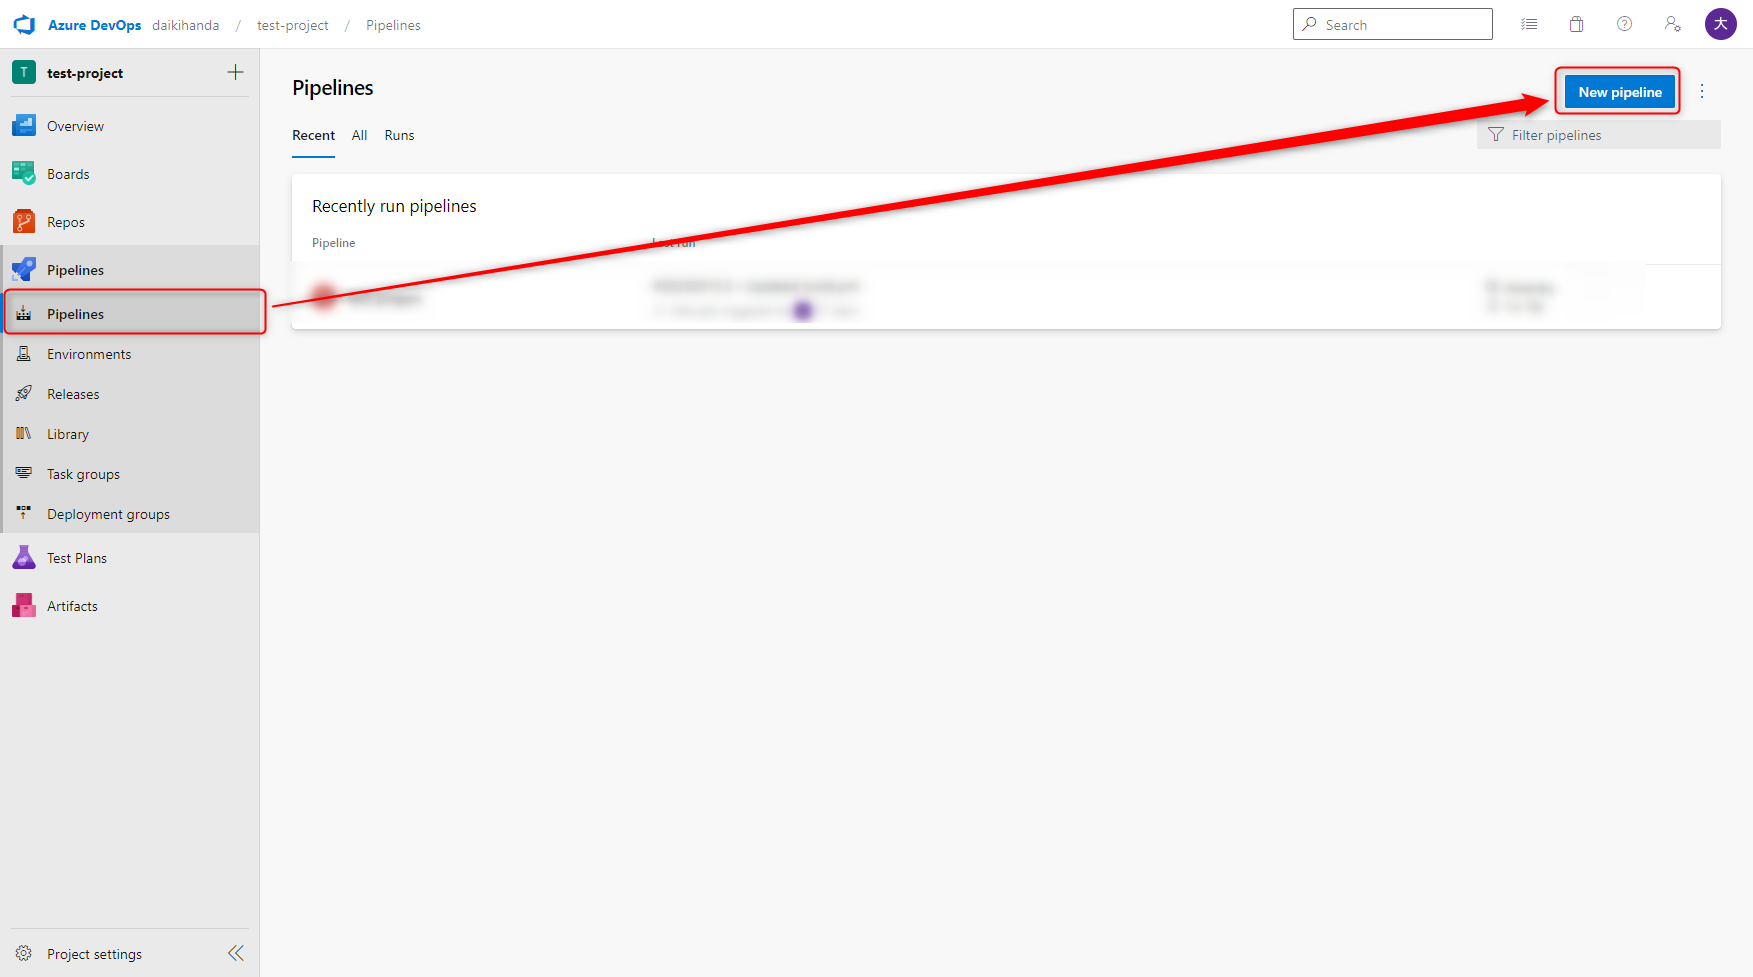 Azure DevOps daikihanda / test-project / Pipelines
Search
大
T test-project
Overview
Boards
Repos
Pipelines
Pipelines
Environments
Releases
Library
Task groups
Deployment groups
Test Plans
Artifacts
Project settings
Pipelines
New pipeline
Recent All Runs
Filter pipelines
Recently run pipelines
Pipeline Last run